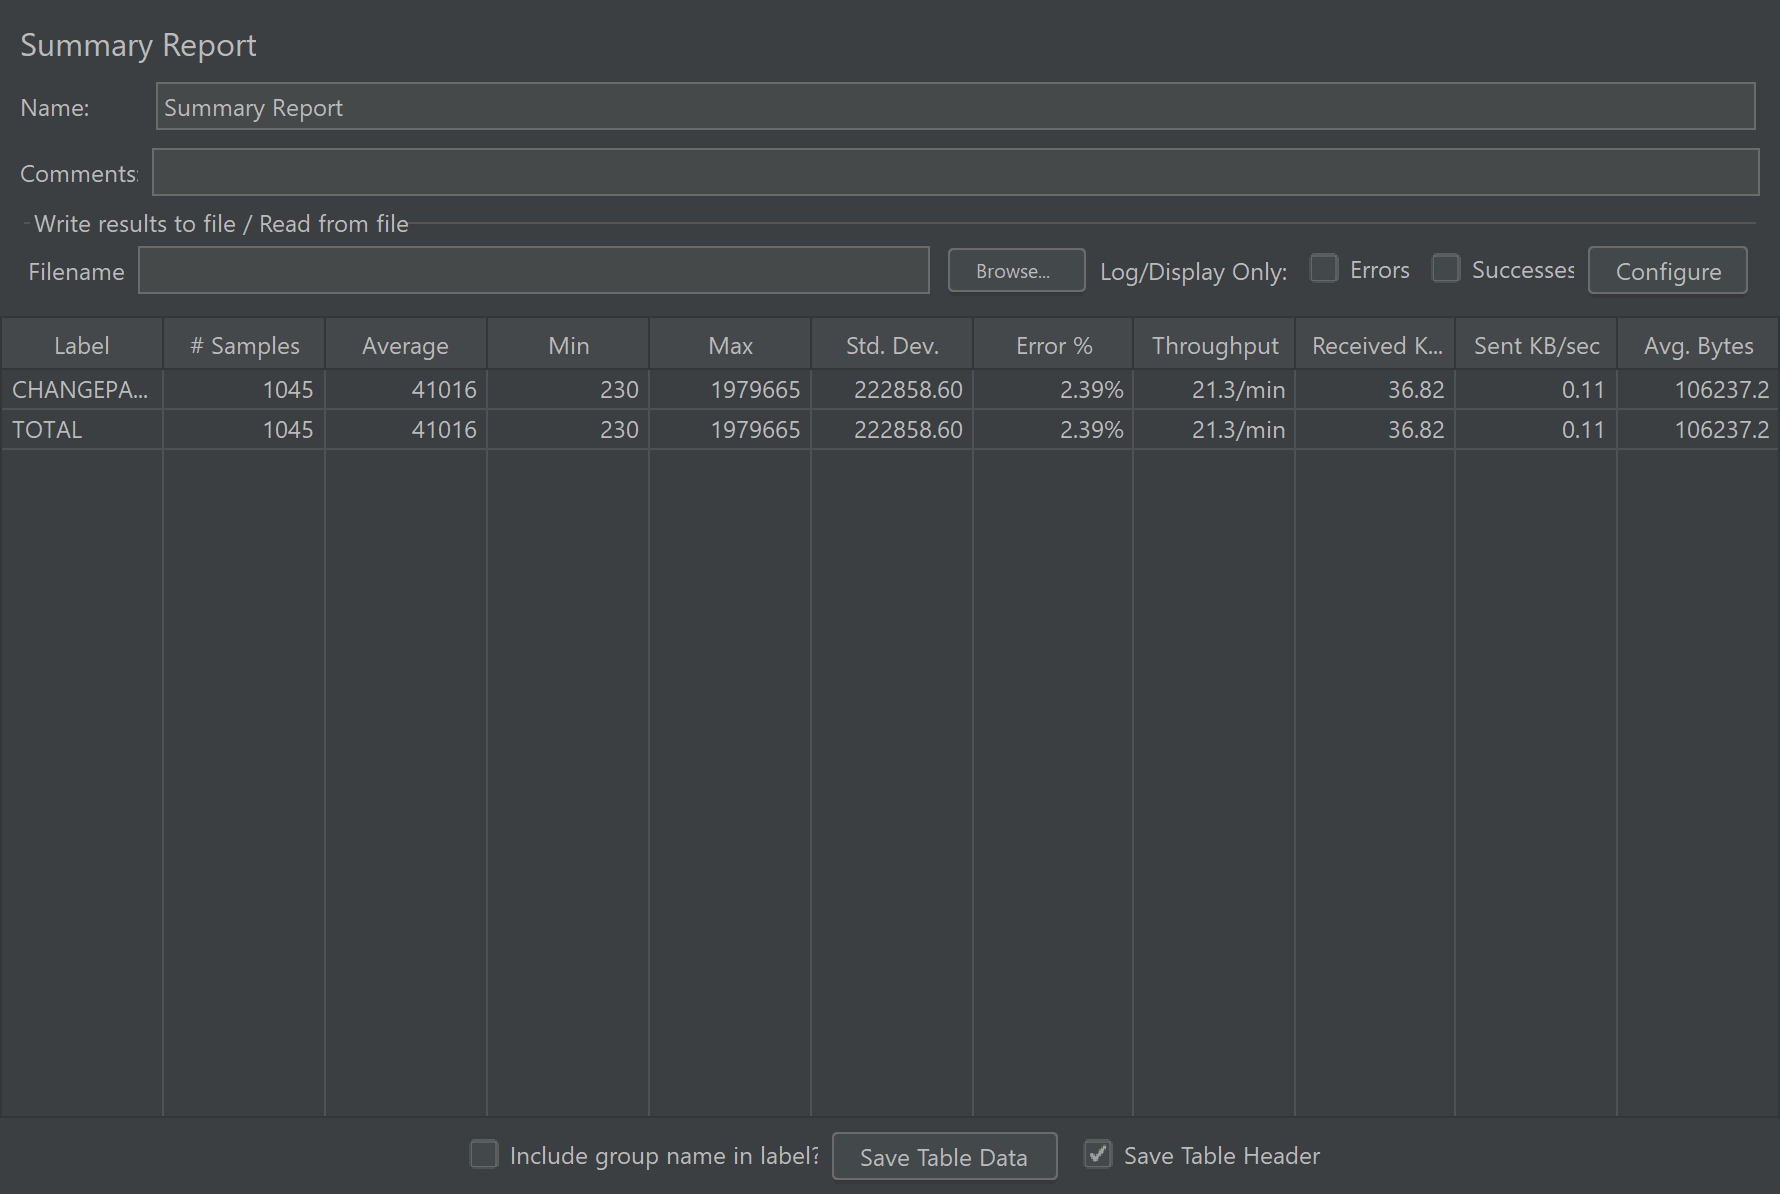 Summary Report
Name: Summary Report
Comments:
Write results to file / Read from file
Filename Browse... Log/Display Only: Errors Successes Configure
Label # Samples Average Min Max Std. Dev. Error % Throughput Received K... Sent KB/sec Avg. Bytes
CHANGEPA... 1045 41016 230 1979665 222858.60 2.39% 21.3/min 36.82 0.11 106237.2
TOTAL 1045 41016 230 1979665 222858.60 2.39% 21.3/min 36.82 0.11 106237.2
Include group name in label? Save Table Data Save Table Header